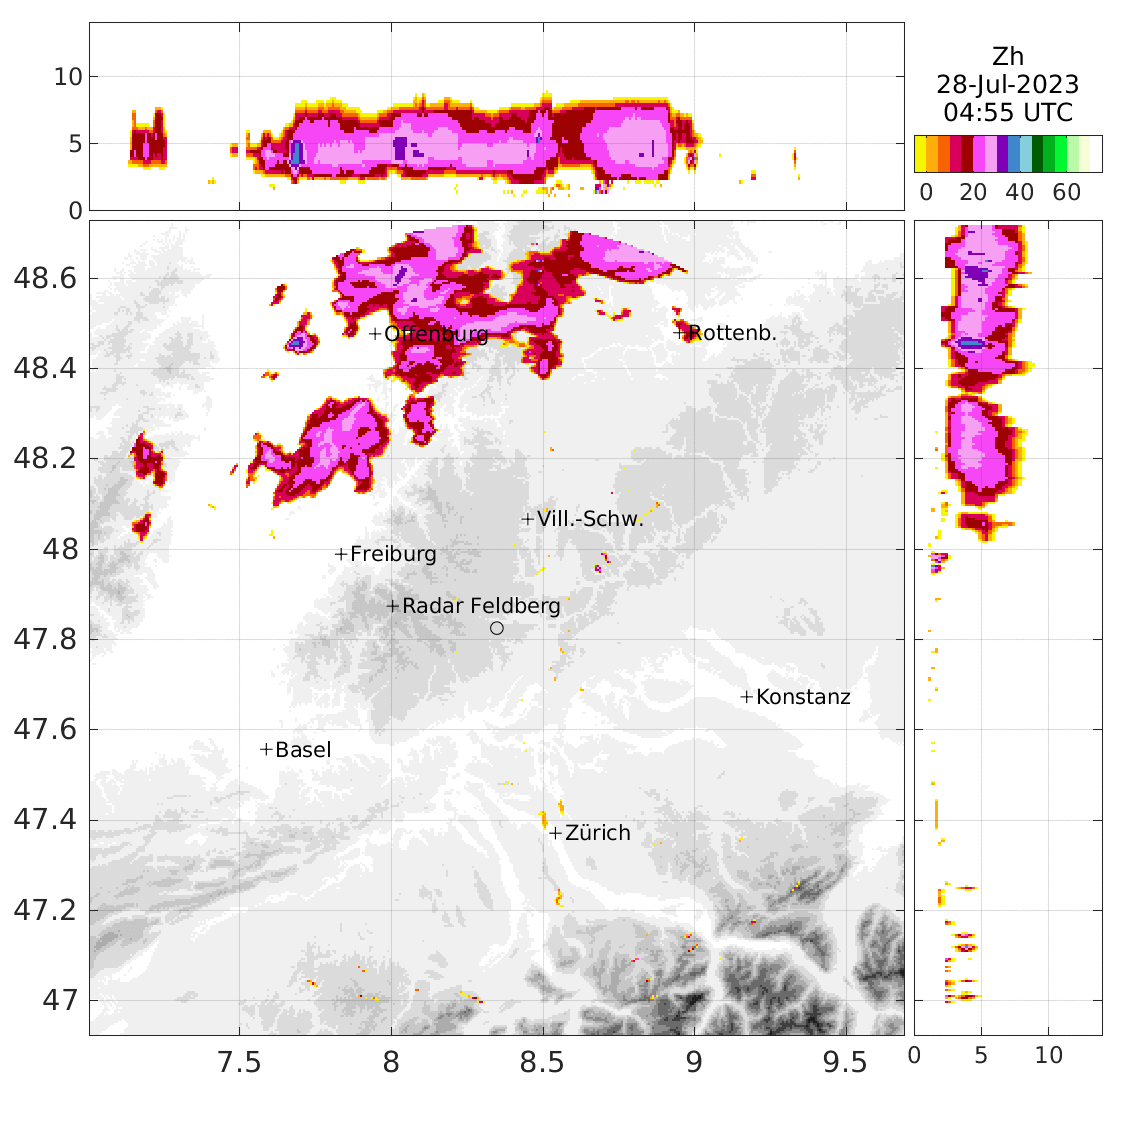 Zh
28-Jul-2023
04:55 UTC
0 20 40 60
10
5
0
48.6
48.4
48.2
48
47.8
47.6
47.4
47.2
47
Offenburg
Rottenb.
Vill.-Schw.
Freiburg
Radar Feldberg
Konstanz
Basel
Zürich
7.5 8 8.5 9 9.5
0 5 10